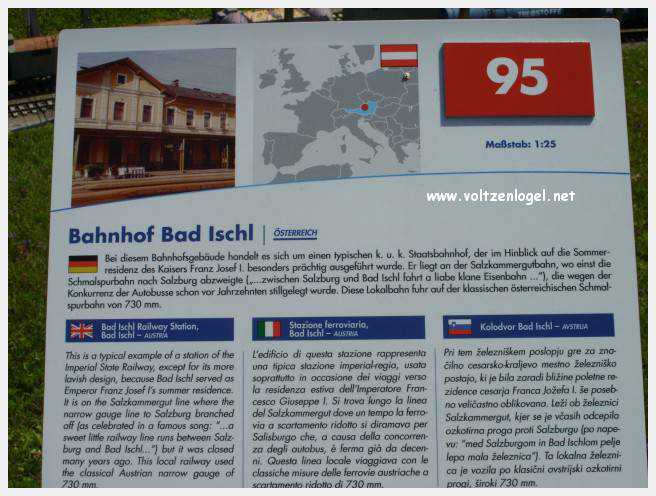 TREIBSTOFFE
95
Maßstab: 1:25
www.voltzenlogel.net
Bahnhof Bad Ischl | ÖSTERREICH
Bei diesem Bahnhofsgebäude handelt es sich um einen typischen k. u. k. Staatsbahnhof, der im Hinblick auf die Sommer-
residenz des Kaisers Franz Josef I. besonders prächtig ausgeführt wurde. Er liegt an der Salzkammergutbahn, wo einst die
Schmalspurbahn nach Salzburg abzweigte („...zwischen Salzburg und Bad Ischl fahrt a liabe klane Eisenbahn ..."), die wegen der
Konkurrenz der Autobusse schon vor Jahrzehnten stillgelegt wurde. Diese Lokalbahn fuhr auf der klassischen österreichischen Schmal-
spurbahn von 730 mm.
Bad Ischl Railway Station,
Bad Ischl – AUSTRIA
This is a typical example of a station of the
Imperial State Railway, except for its more
lavish design, because Bad Ischl served as
Emperor Franz Josef I's summer residence.
It is on the Salzkammergut line where the
narrow gauge line to Salzburg branched
off (as celebrated in a famous song: "...a
sweet little railway line runs between Salz-
burg and Bad Ischl...") but it was closed
many years ago. This local railway used
the classical Austrian narrow gauge of
730 mm.
Stazione ferroviaria,
Bad Ischl – AUSTRIA
L'edificio di questa stazione rappresenta
una tipica stazione imperial-regia, usata
soprattutto in occasione dei viaggi verso
la residenza estiva dell'Imperatore Fran-
cesco Giuseppe I. Si trova lungo la linea
del Salzkammergut dove un tempo la ferro-
via a scartamento ridotto si diramava per
Salisburgo che, a causa della concorren-
za degli autobus, è ferma già da decen-
ni. Questa linea locale viaggiava con le
classiche misure delle ferrovie austriache a
scartamento ridotto di 730 mm.
Kolodvor Bad Ischl – AVSTRIJA
Pri tem železniškem poslopju gre za zna-
čilno cesarsko-kraljevo mestno železniško
postajo, ki je bila zaradi bližine poletne re-
zidence cesarja Franca Jožefa I. še poseb-
no veličastno oblikovana. Leži ob železnici
Salzkammergut, kjer se je včasih odcepila
ozkotirna proga proti Salzburgu (po nape-
vu: "med Salzburgom in Bad Ischlom pelje
lepa mala železnica"). Ta lokalna železni-
ca je vozila po klasični avstrijski ozkotirni
progi, široki 730 mm.